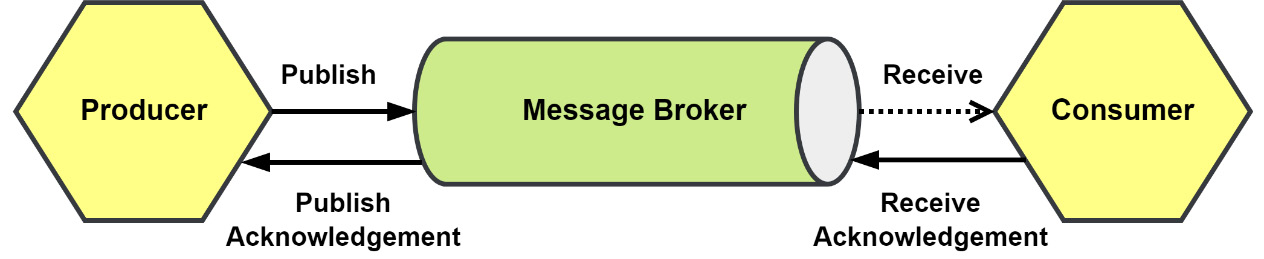 Publish
Receive
Producer
Message Broker
Consumer
Publish
Acknowledgement
Receive
Acknowledgement